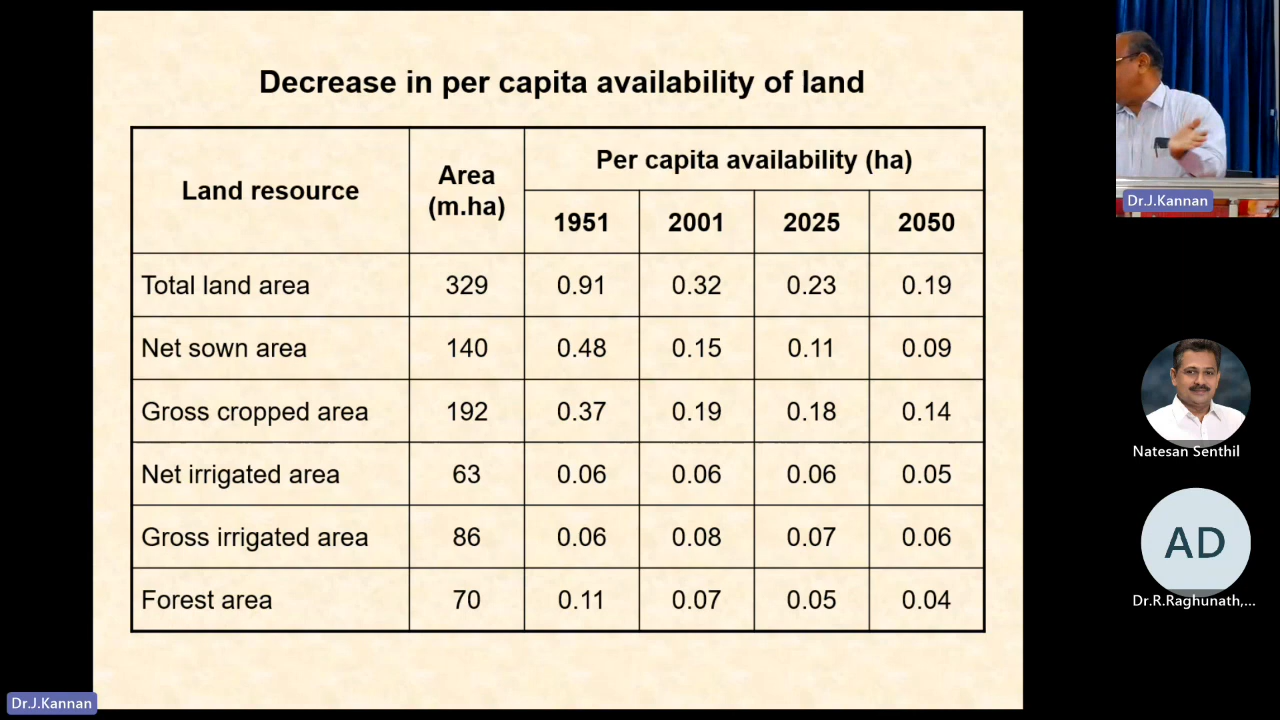 Decrease in per capita availability of land
Land resource
Area
(m.ha)
Per capita availability (ha)
1951 2001 2025 2050
Total land area 329 0.91 0.32 0.23 0.19
Net sown area 140 0.48 0.15 0.11 0.09
Gross cropped area 192 0.37 0.19 0.18 0.14
Net irrigated area 63 0.06 0.06 0.06 0.05
Gross irrigated area 86 0.06 0.08 0.07 0.06
Forest area 70 0.11 0.07 0.05 0.04
Dr.J.Kannan
Natesan Senthil
AD
Dr.R.Raghunath,...
Dr.J.Kannan